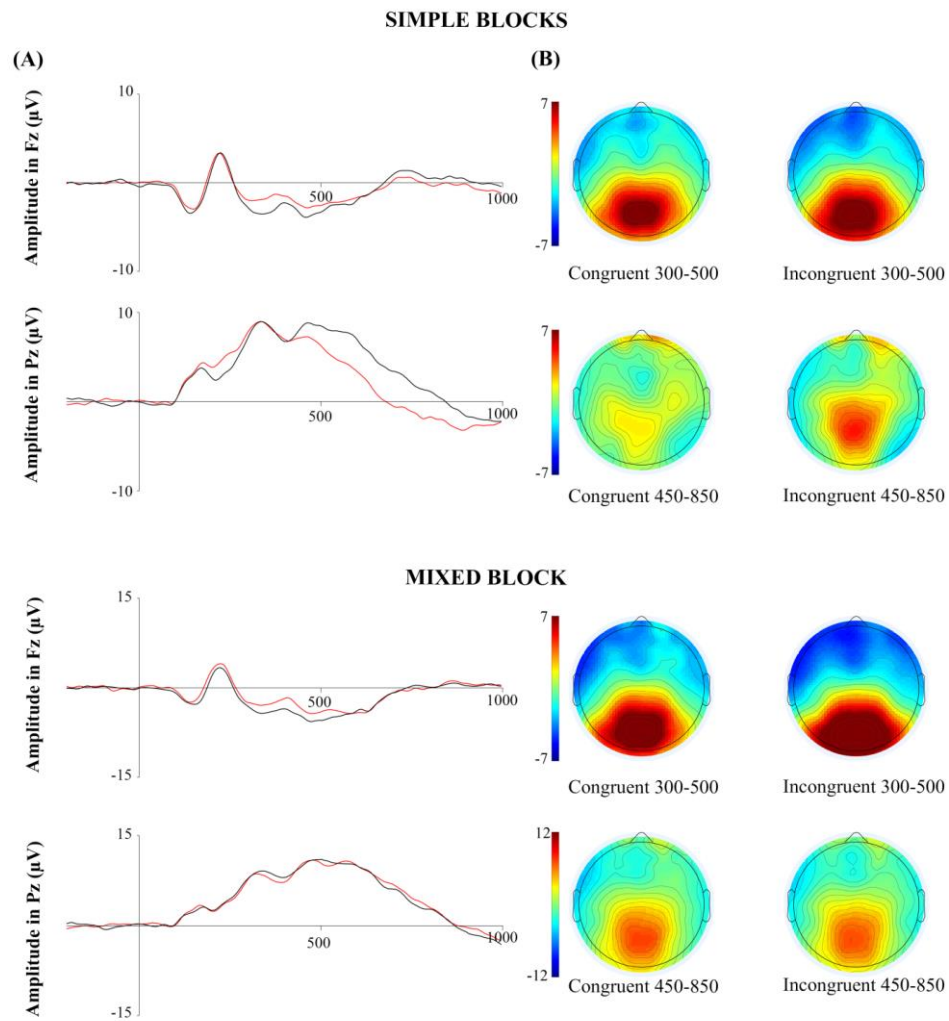 SIMPLE BLOCKS
(A)
(B)
Amplitude in Fz (µV)
10
-10
500
1000
7
-7
Congruent 300-500
Incongruent 300-500
Amplitude in Pz (µV)
10
-10
500
1000
7
-7
Congruent 450-850
Incongruent 450-850
MIXED BLOCK
Amplitude in Fz (µV)
15
-15
500
1000
7
-7
Congruent 300-500
Incongruent 300-500
Amplitude in Pz (µV)
15
-15
500
1000
12
-12
Congruent 450-850
Incongruent 450-850